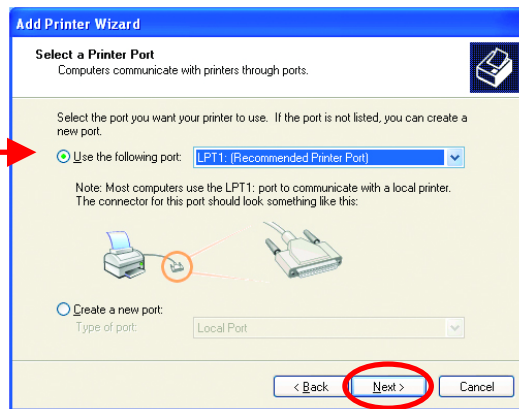 Add Printer Wizard
Select a Printer Port
Computers communicate with printers through ports.
Select the port you want your printer to use. If the port is not listed, you can create a
new port.
Use the following port: LPT1: (Recommended Printer Port)
Note: Most computers use the LPT1: port to communicate with a local printer.
The connector for this port should look something like this:
Create a new port:
Type of port: Local Port
< Back Next > Cancel